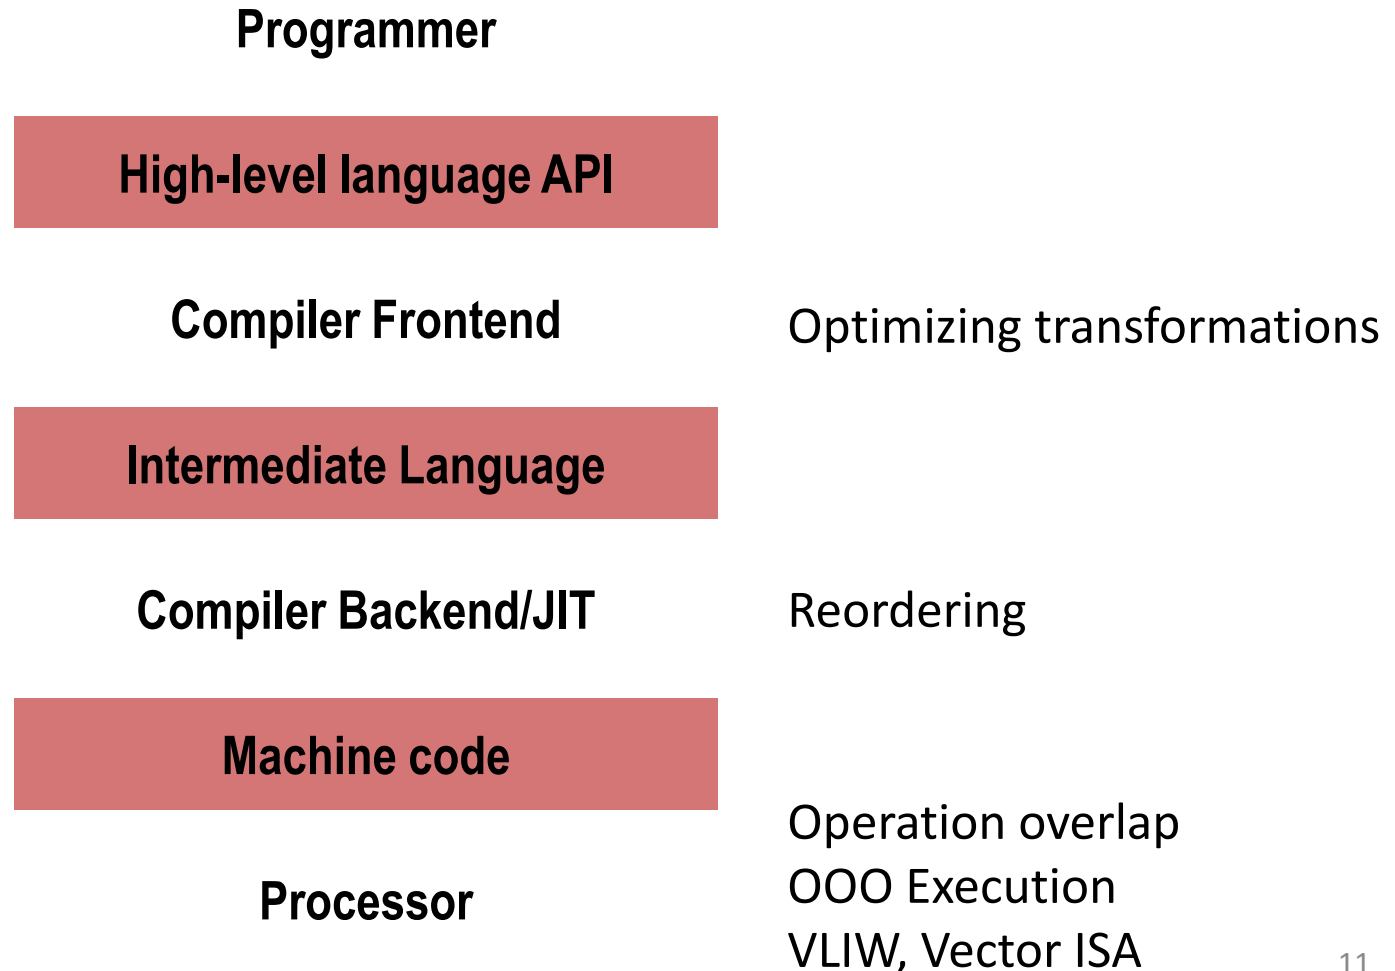 Programmer
High-level language API
Compiler Frontend
Optimizing transformations
Intermediate Language
Compiler Backend/JIT
Reordering
Machine code
Processor
Operation overlap
OOO Execution
VLIW, Vector ISA
11